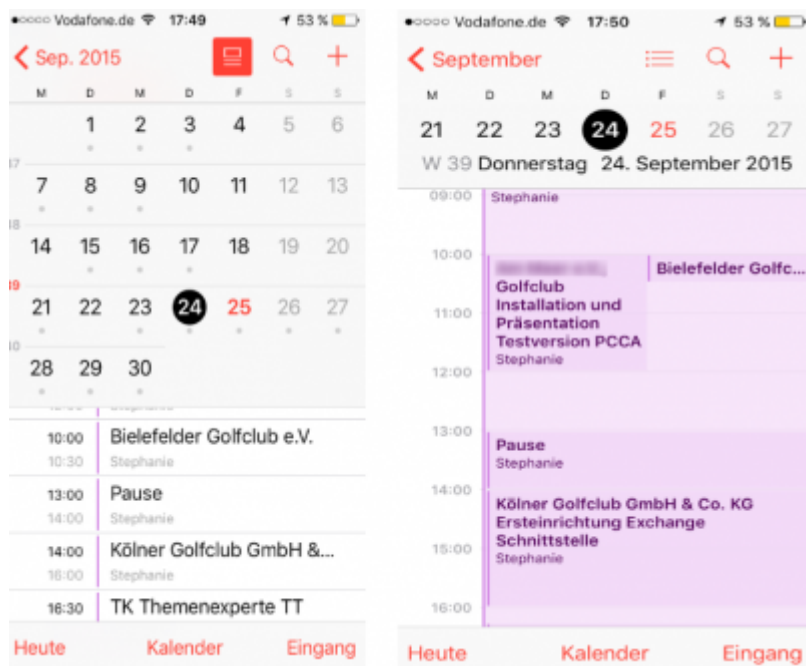 Vodafone.de 17:49 53 %
Sep. 2015
M D M D F S S
1 2 3 4 5 6
7 8 9 10 11 12 13
14 15 16 17 18 19 20
21 22 23 24 25 26 27
28 29 30
10:00 Bielefelder Golfclub e.V.
10:30 Stephanie
13:00 Pause
14:00 Stephanie
14:00 Kölner Golfclub GmbH &...
16:00 Stephanie
16:30 TK Themenexperte TT
Heute Kalender Eingang
Vodafone.de 17:50 53 %
September
M D M D F S S
21 22 23 24 25 26 27
W 39 Donnerstag 24. September 2015
09:00 Stephanie
10:00
Bielefelder Golfc...
Golfclub
Installation und
11:00 Präsentation
Testversion PCCA
Stephanie
12:00
13:00
Pause
Stephanie
14:00
Kölner Golfclub GmbH & Co. KG
Ersteinrichtung Exchange
Schnittstelle
15:00 Stephanie
16:00
Heute Kalender Eingang